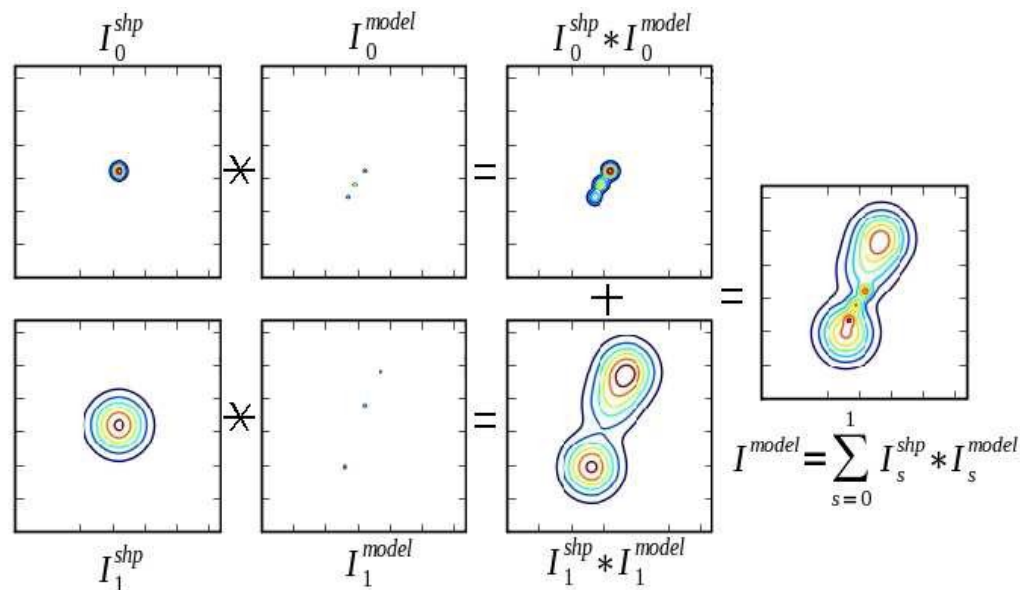 I_0^{shp} I_0^{model} I_0^{shp} * I_0^{model}
* =
+ =
* =
I^{model} = \sum_{s=0}^{1} I_s^{shp} * I_s^{model}
I_1^{shp} I_1^{model} I_1^{shp} * I_1^{model}